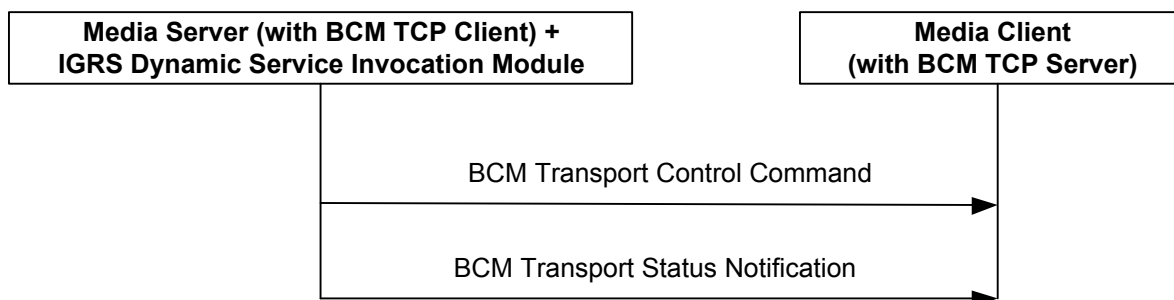 Media Server (with BCM TCP Client) +
IGRS Dynamic Service Invocation Module
Media Client
(with BCM TCP Server)
BCM Transport Control Command
BCM Transport Status Notification